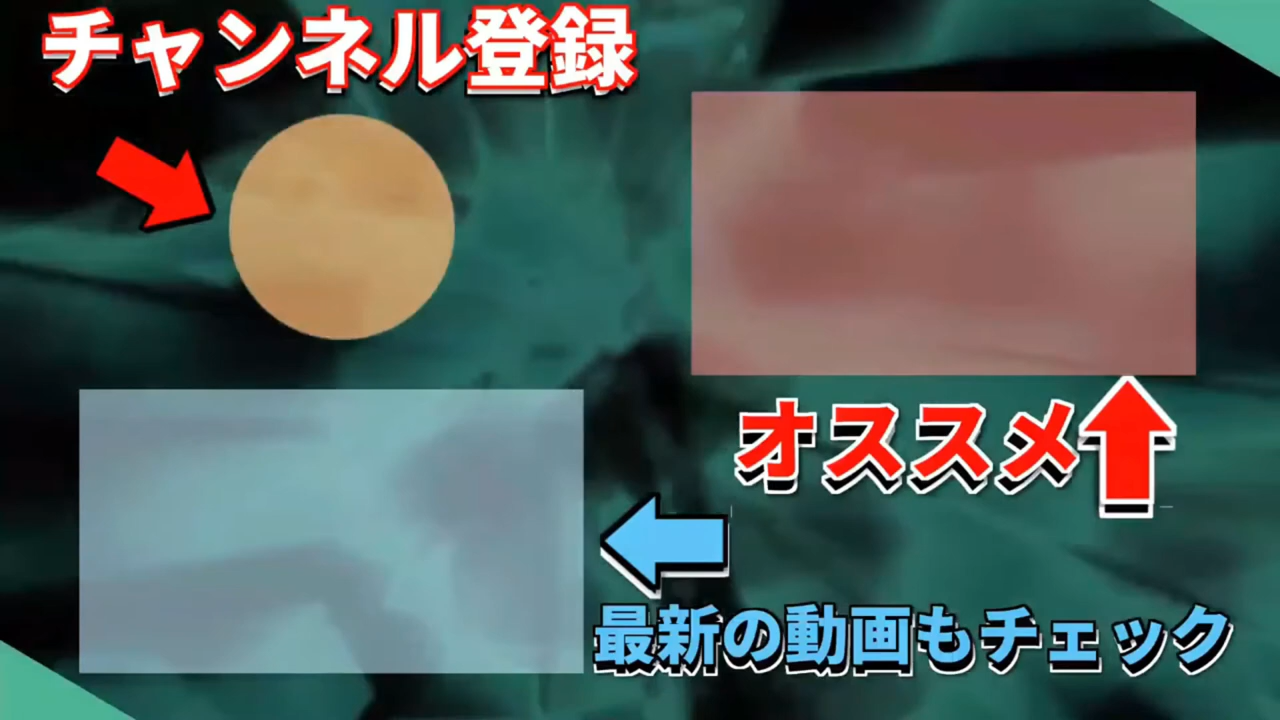 チャンネル登録
オススメ
最新の動画もチェック